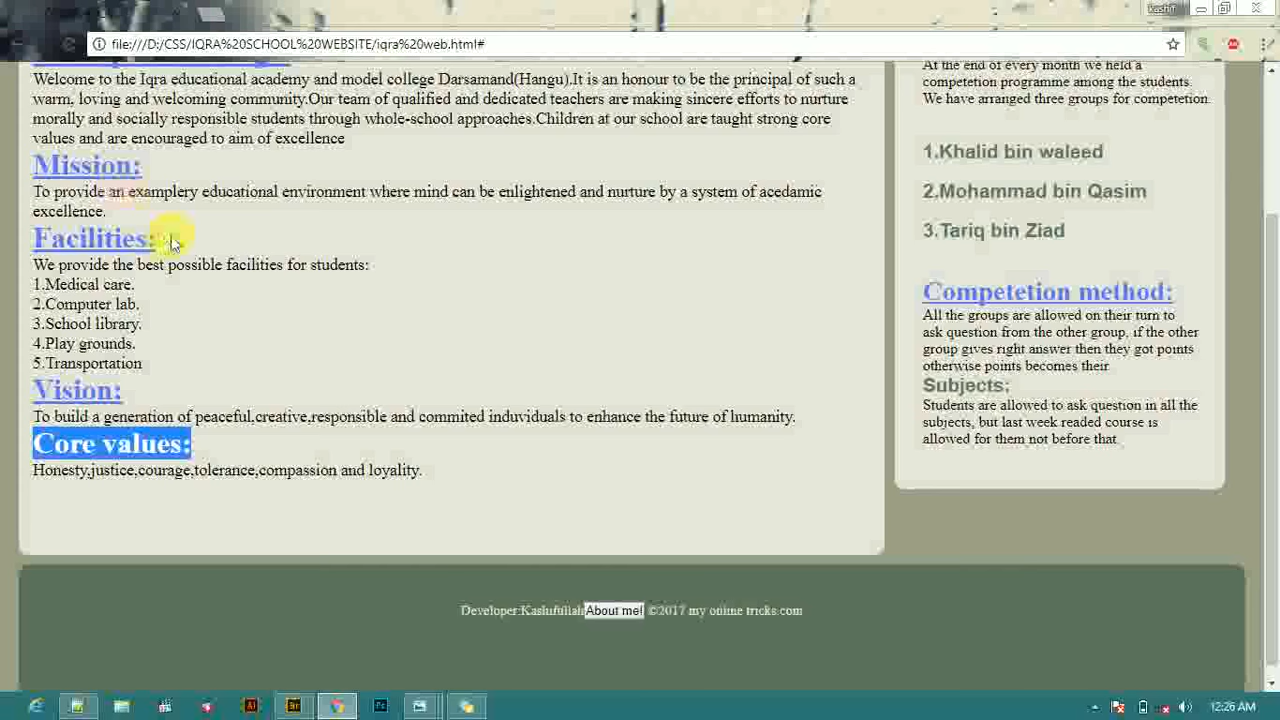 kashif
file:///D:/CSS/IQRA%20SCHOOL%20WEBSITE/iqra%20web.html#
Welcome to the Iqra educational academy and model college Darsamand(Hangu).It is an honour to be the principal of such a
warm, loving and welcoming community.Our team of qualified and dedicated teachers are making sincere efforts to nurture
morally and socially responsible students through whole-school approaches.Children at our school are taught strong core
values and are encouraged to aim of excellence
Mission:
To provide an examplery educational environment where mind can be enlightened and nurture by a system of acedamic
excellence.
Facilities:
We provide the best possible facilities for students:
1.Medical care.
2.Computer lab.
3.School library.
4.Play grounds.
5.Transportation
Vision:
To build a generation of peaceful,creative,responsible and commited induviduals to enhance the future of humanity.
Core values:
Honesty,justice,courage,tolerance,compassion and loyality.
At the end of every month we held a
competetion programme among the students.
We have arranged three groups for competetion.
1.Khalid bin waleed
2.Mohammad bin Qasim
3.Tariq bin Ziad
Competetion method:
All the groups are allowed on their turn to
ask question from the other group, if the other
group gives right answer then they got points
otherwise points becomes their
Subjects:
Students are allowed to ask question in all the
subjects, but last week readed course is
allowed for them not before that
Developer:Kashifullah About me! ©2017 my online tricks.com
12:26 AM